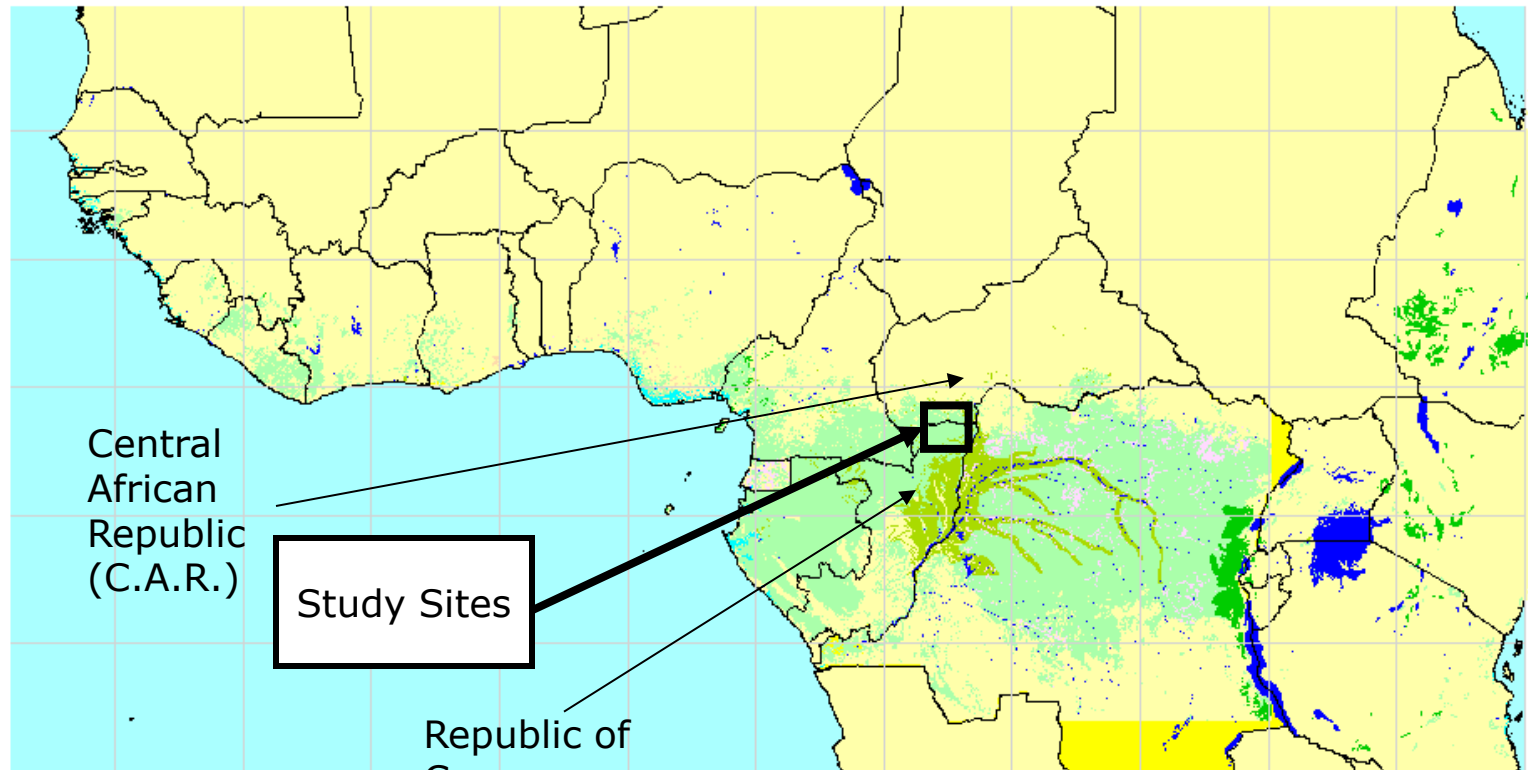 Central
African
Republic
(C.A.R.)
Study Sites
Republic of